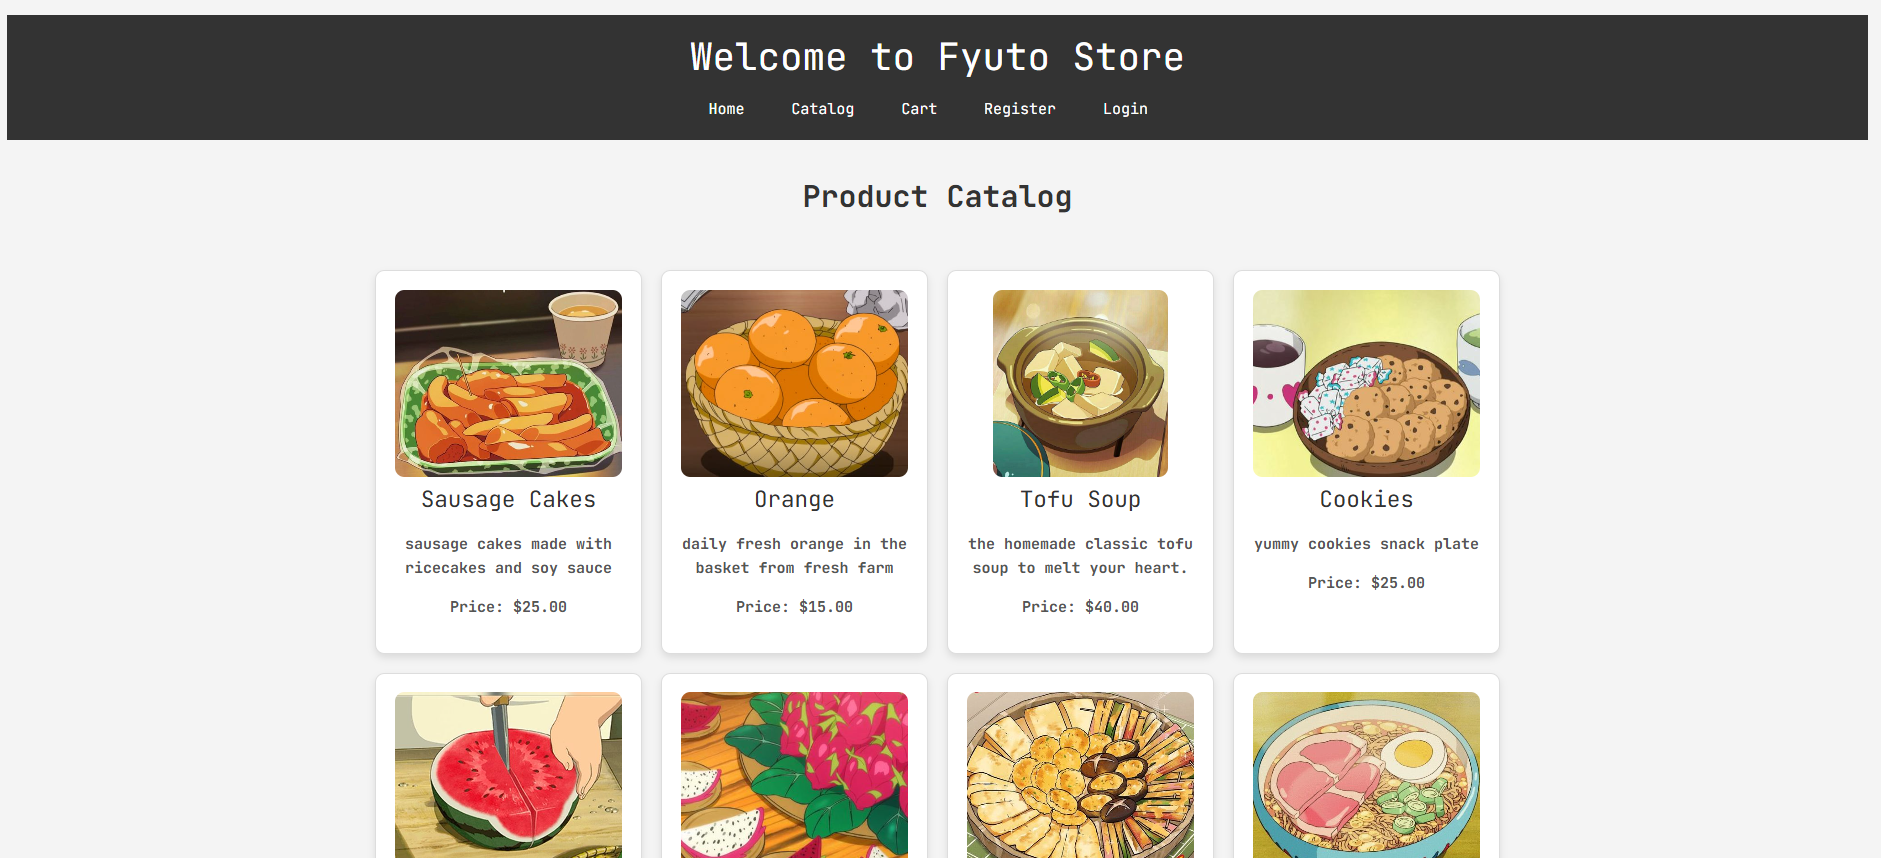 Welcome to Fyuto Store
Home Catalog Cart Register Login
Product Catalog
Sausage Cakes
sausage cakes made with
ricecakes and soy sauce
Price: $25.00
Orange
daily fresh orange in the
basket from fresh farm
Price: $15.00
Tofu Soup
the homemade classic tofu
soup to melt your heart.
Price: $40.00
Cookies
yummy cookies snack plate
Price: $25.00